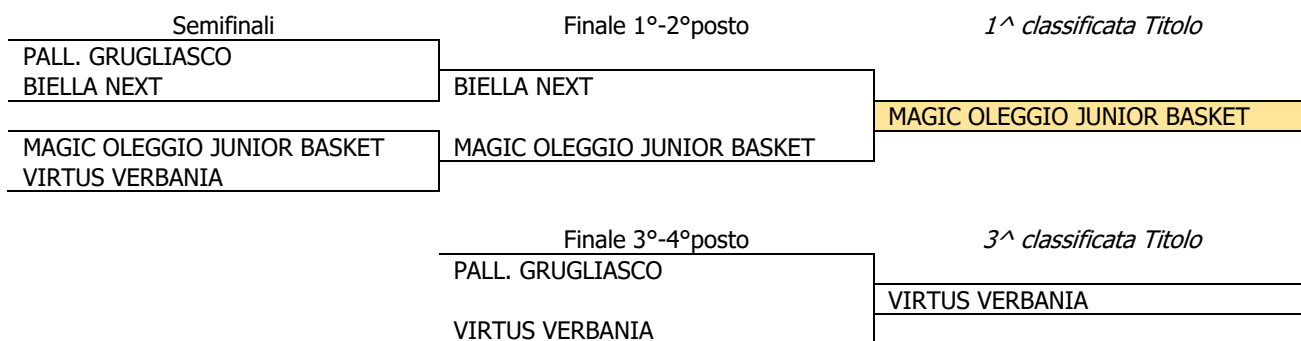 Semifinali Finale 1°-2°posto 1^ classificata Titolo
PALL. GRUGLIASCO
BIELLA NEXT BIELLA NEXT
MAGIC OLEGGIO JUNIOR BASKET
MAGIC OLEGGIO JUNIOR BASKET MAGIC OLEGGIO JUNIOR BASKET
VIRTUS VERBANIA
Finale 3°-4°posto 3^ classificata Titolo
PALL. GRUGLIASCO
VIRTUS VERBANIA
VIRTUS VERBANIA